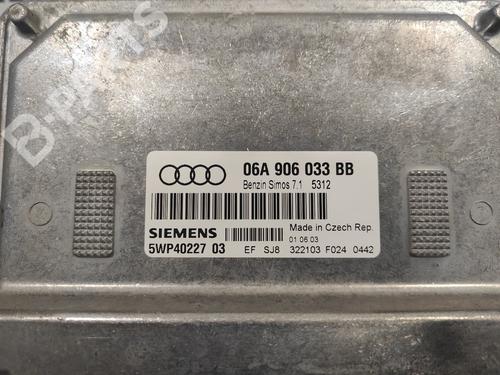 B-PARTS
06A 906 033 BB
Benzin Simos 7.1 5312
SIEMENS
Made in Czech Rep.
01 06 03
5WP40227 03 EF SJ8 322103 F024 0442